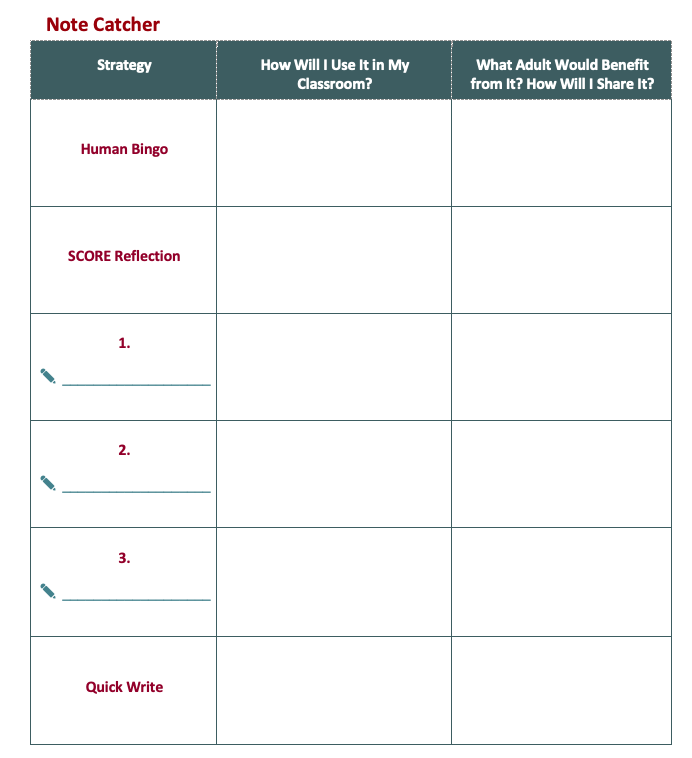 Note Catcher
Strategy
How Will I Use It in My
Classroom?
What Adult Would Benefit
from It? How Will I Share It?
Human Bingo
SCORE Reflection
1.
2.
3.
Quick Write